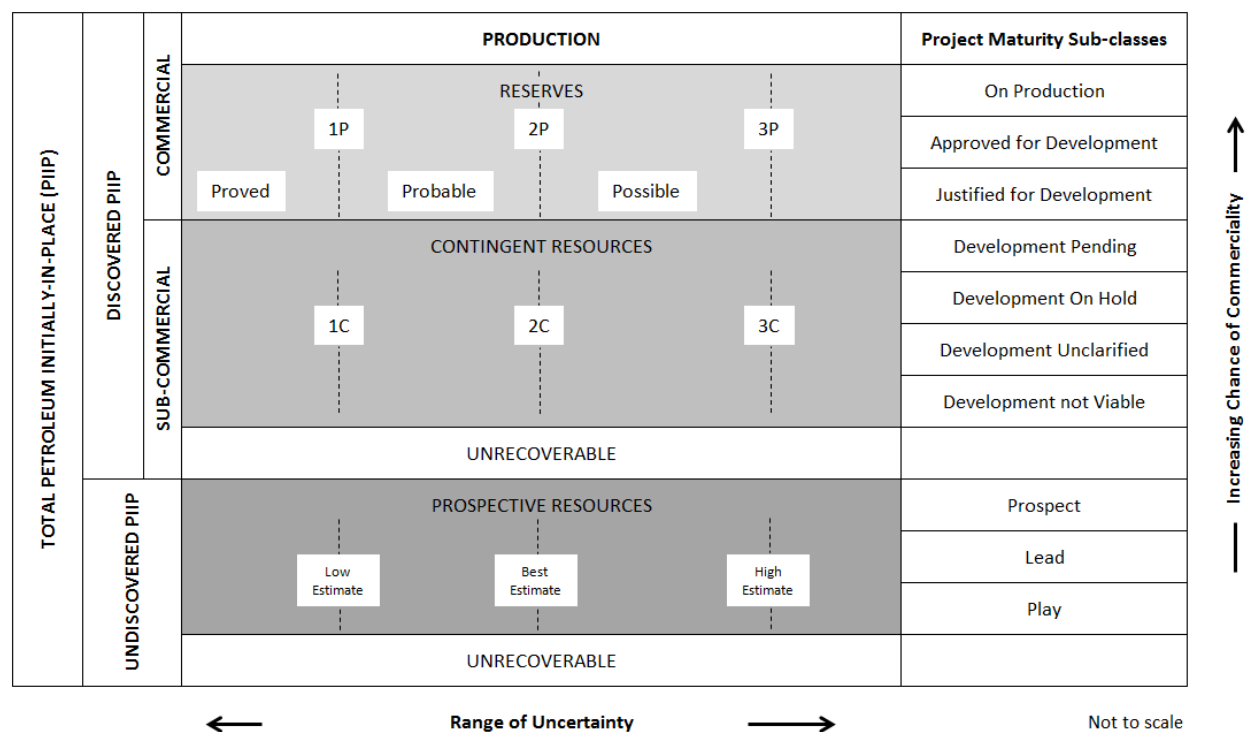 TOTAL PETROLEUM INITIALLY-IN-PLACE (PIIP)
DISCOVERED PIIP
UNDISCOVERED PIIP
COMMERCIAL
SUB-COMMERCIAL
PRODUCTION
Project Maturity Sub-classes
RESERVES
1P
2P
3P
Proved
Probable
Possible
On Production
Approved for Development
Justified for Development
CONTINGENT RESOURCES
1C
2C
3C
Development Pending
Development On Hold
Development Unclarified
Development not Viable
UNRECOVERABLE
PROSPECTIVE RESOURCES
Low
Estimate
Best
Estimate
High
Estimate
Prospect
Lead
Play
UNRECOVERABLE
Increasing Chance of Commerciality
Range of Uncertainty
Not to scale